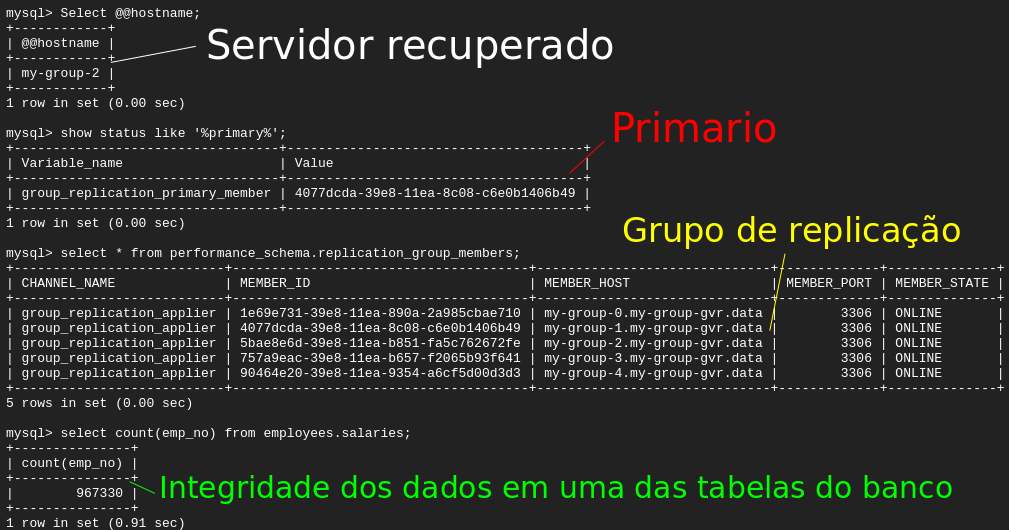 mysql> Select @@hostname;
+------------+
| @@hostname |
+------------+
| my-group-2 |
+------------+
1 row in set (0.00 sec)
Servidor recuperado
mysql> show status like '%primary%';
+----------------------------------+--------------------------------------+
| Variable_name                    | Value                                |
+----------------------------------+--------------------------------------+
| group_replication_primary_member | 4077dcda-39e8-11ea-8c08-c6e0b1406b49 |
+----------------------------------+--------------------------------------+
1 row in set (0.00 sec)
Primario
mysql> select * from performance_schema.replication_group_members;
Grupo de replicação
+---------------------------+--------------------------------------+------------------------------+-------------+--------------+
| CHANNEL_NAME              | MEMBER_ID                            | MEMBER_HOST                  | MEMBER_PORT | MEMBER_STATE |
+---------------------------+--------------------------------------+------------------------------+-------------+--------------+
| group_replication_applier | 1e69e731-39e8-11ea-890a-2a985cbae710 | my-group-0.my-group-gvr.data |        3306 | ONLINE       |
| group_replication_applier | 4077dcda-39e8-11ea-8c08-c6e0b1406b49 | my-group-1.my-group-gvr.data |        3306 | ONLINE       |
| group_replication_applier | 5bae8e6d-39e8-11ea-b851-fa5c762672fe | my-group-2.my-group-gvr.data |        3306 | ONLINE       |
| group_replication_applier | 757a9eac-39e8-11ea-b657-f2065b93f641 | my-group-3.my-group-gvr.data |        3306 | ONLINE       |
| group_replication_applier | 90464e20-39e8-11ea-9354-a6cf5d00d3d3 | my-group-4.my-group-gvr.data |        3306 | ONLINE       |
+---------------------------+--------------------------------------+------------------------------+-------------+--------------+
5 rows in set (0.00 sec)
mysql> select count(emp_no) from employees.salaries;
+---------------+
| count(emp_no) |
+---------------+
|        967330 |
+---------------+
1 row in set (0.91 sec)
Integridade dos dados em uma das tabelas do banco